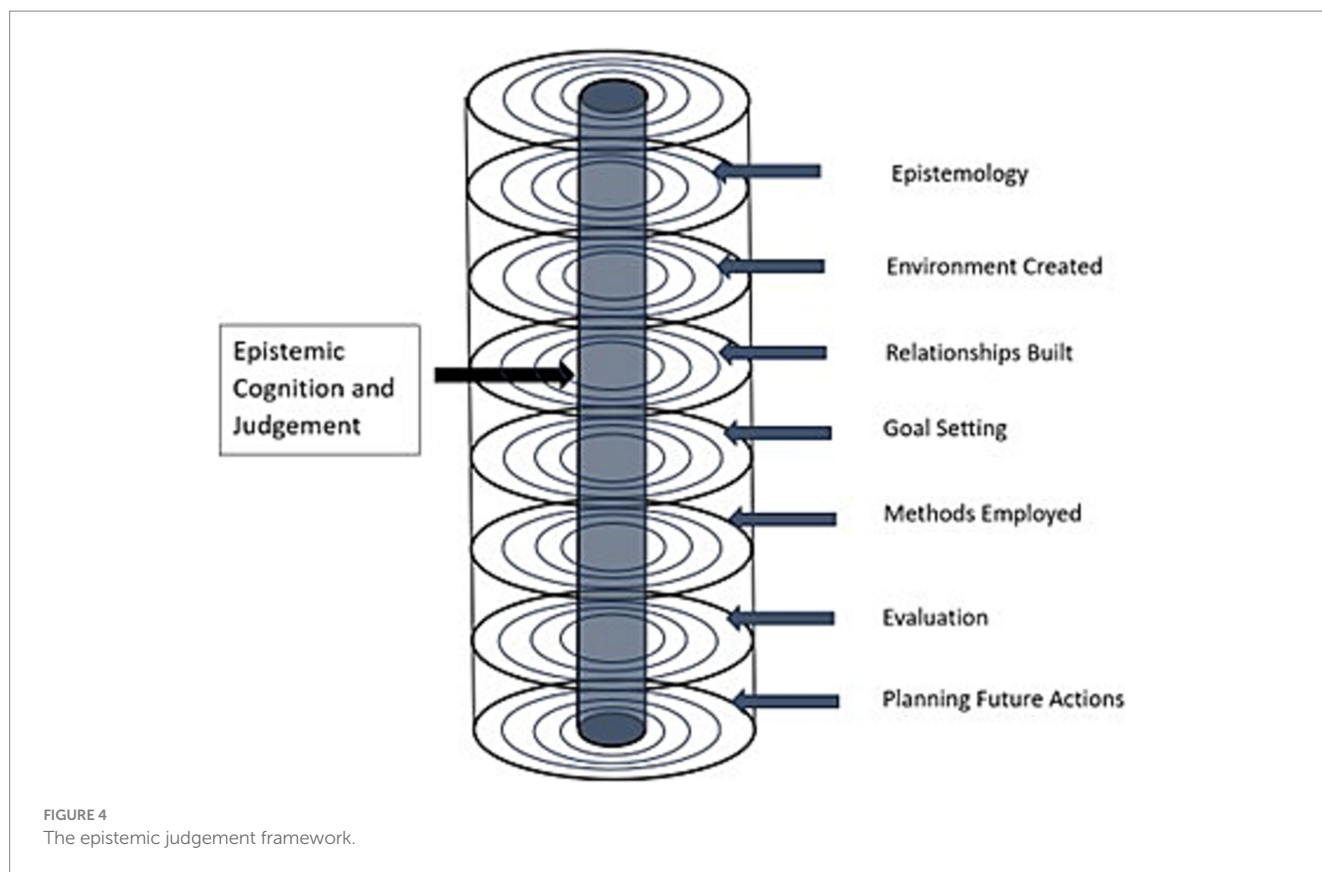 Epistemology
Environment Created
Epistemic
Cognition and
Judgement
Relationships Built
Goal Setting
Methods Employed
Evaluation
Planning Future Actions
FIGURE 4
The epistemic judgement framework.